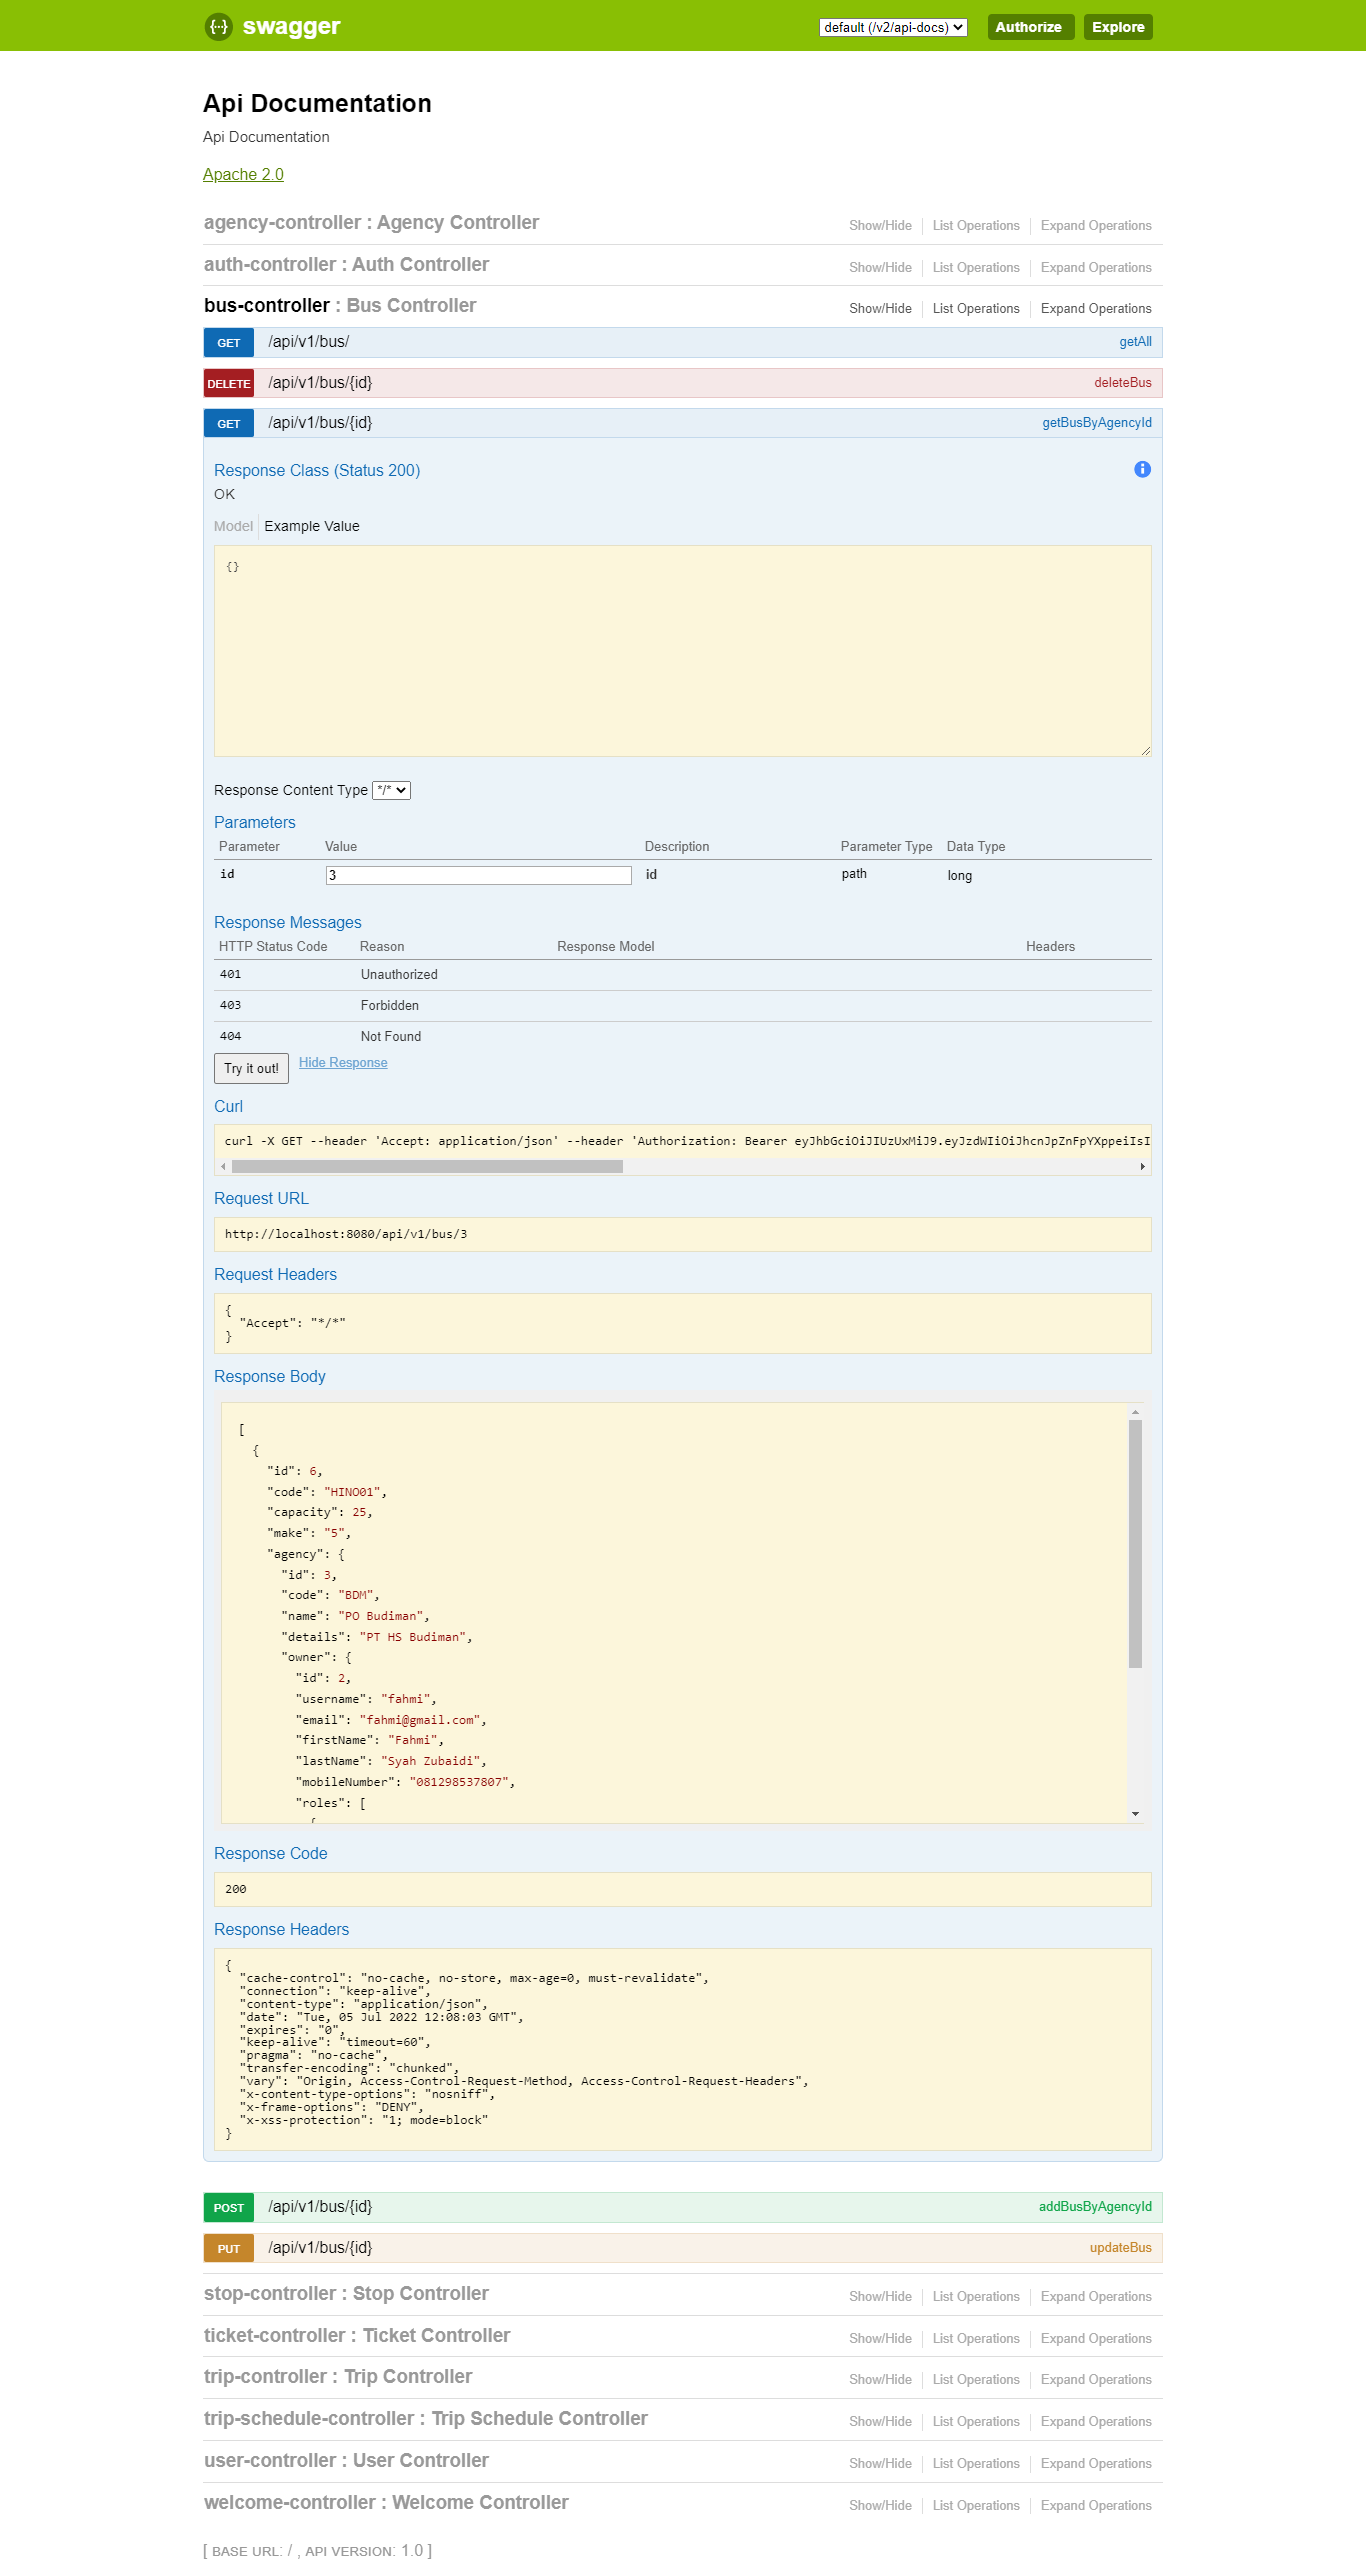 swagger
default (/v2/api-docs)
Authorize
Explore
Api Documentation
Api Documentation
Apache 2.0
agency-controller : Agency Controller Show/Hide List Operations Expand Operations
auth-controller : Auth Controller Show/Hide List Operations Expand Operations
bus-controller : Bus Controller Show/Hide List Operations Expand Operations
GET /api/v1/bus/ getAll
DELETE /api/v1/bus/{id} deleteBus
GET /api/v1/bus/{id} getBusByAgencyId
Response Class (Status 200)
OK
Model Example Value
{}
Response Content Type */*
Parameters
Parameter Value Description Parameter Type Data Type
id 3 id path long
Response Messages
HTTP Status Code Reason Response Model Headers
401 Unauthorized
403 Forbidden
404 Not Found
Try it out! Hide Response
Curl
curl -X GET --header 'Accept: application/json' --header 'Authorization: Bearer eyJhbGciOiJIUzUxMiJ9.eyJzdWIiOiJhcnJpZnFpYXppeiIsI
Request URL
http://localhost:8080/api/v1/bus/3
Request Headers
{
"Accept": "*/*"
}
Response Body
[
{
"id": 6,
"code": "HINO01",
"capacity": 25,
"make": "5",
"agency": {
"id": 3,
"code": "BDM",
"name": "PO Budiman",
"details": "PT HS Budiman",
"owner": {
"id": 2,
"username": "fahmi",
"email": "fahmi@gmail.com",
"firstName": "Fahmi",
"lastName": "Syah Zubaidi",
"mobileNumber": "081298537807",
"roles": [
{
Response Code
200
Response Headers
{
"cache-control": "no-cache, no-store, max-age=0, must-revalidate",
"connection": "keep-alive",
"content-type": "application/json",
"date": "Tue, 05 Jul 2022 12:08:03 GMT",
"expires": "0",
"keep-alive": "timeout=60",
"pragma": "no-cache",
"transfer-encoding": "chunked",
"vary": "Origin, Access-Control-Request-Method, Access-Control-Request-Headers",
"x-content-type-options": "nosniff",
"x-frame-options": "DENY",
"x-xss-protection": "1; mode=block"
}
POST /api/v1/bus/{id} addBusByAgencyId
PUT /api/v1/bus/{id} updateBus
stop-controller : Stop Controller Show/Hide List Operations Expand Operations
ticket-controller : Ticket Controller Show/Hide List Operations Expand Operations
trip-controller : Trip Controller Show/Hide List Operations Expand Operations
trip-schedule-controller : Trip Schedule Controller Show/Hide List Operations Expand Operations
user-controller : User Controller Show/Hide List Operations Expand Operations
welcome-controller : Welcome Controller Show/Hide List Operations Expand Operations
[ BASE URL: / , API VERSION: 1.0 ]